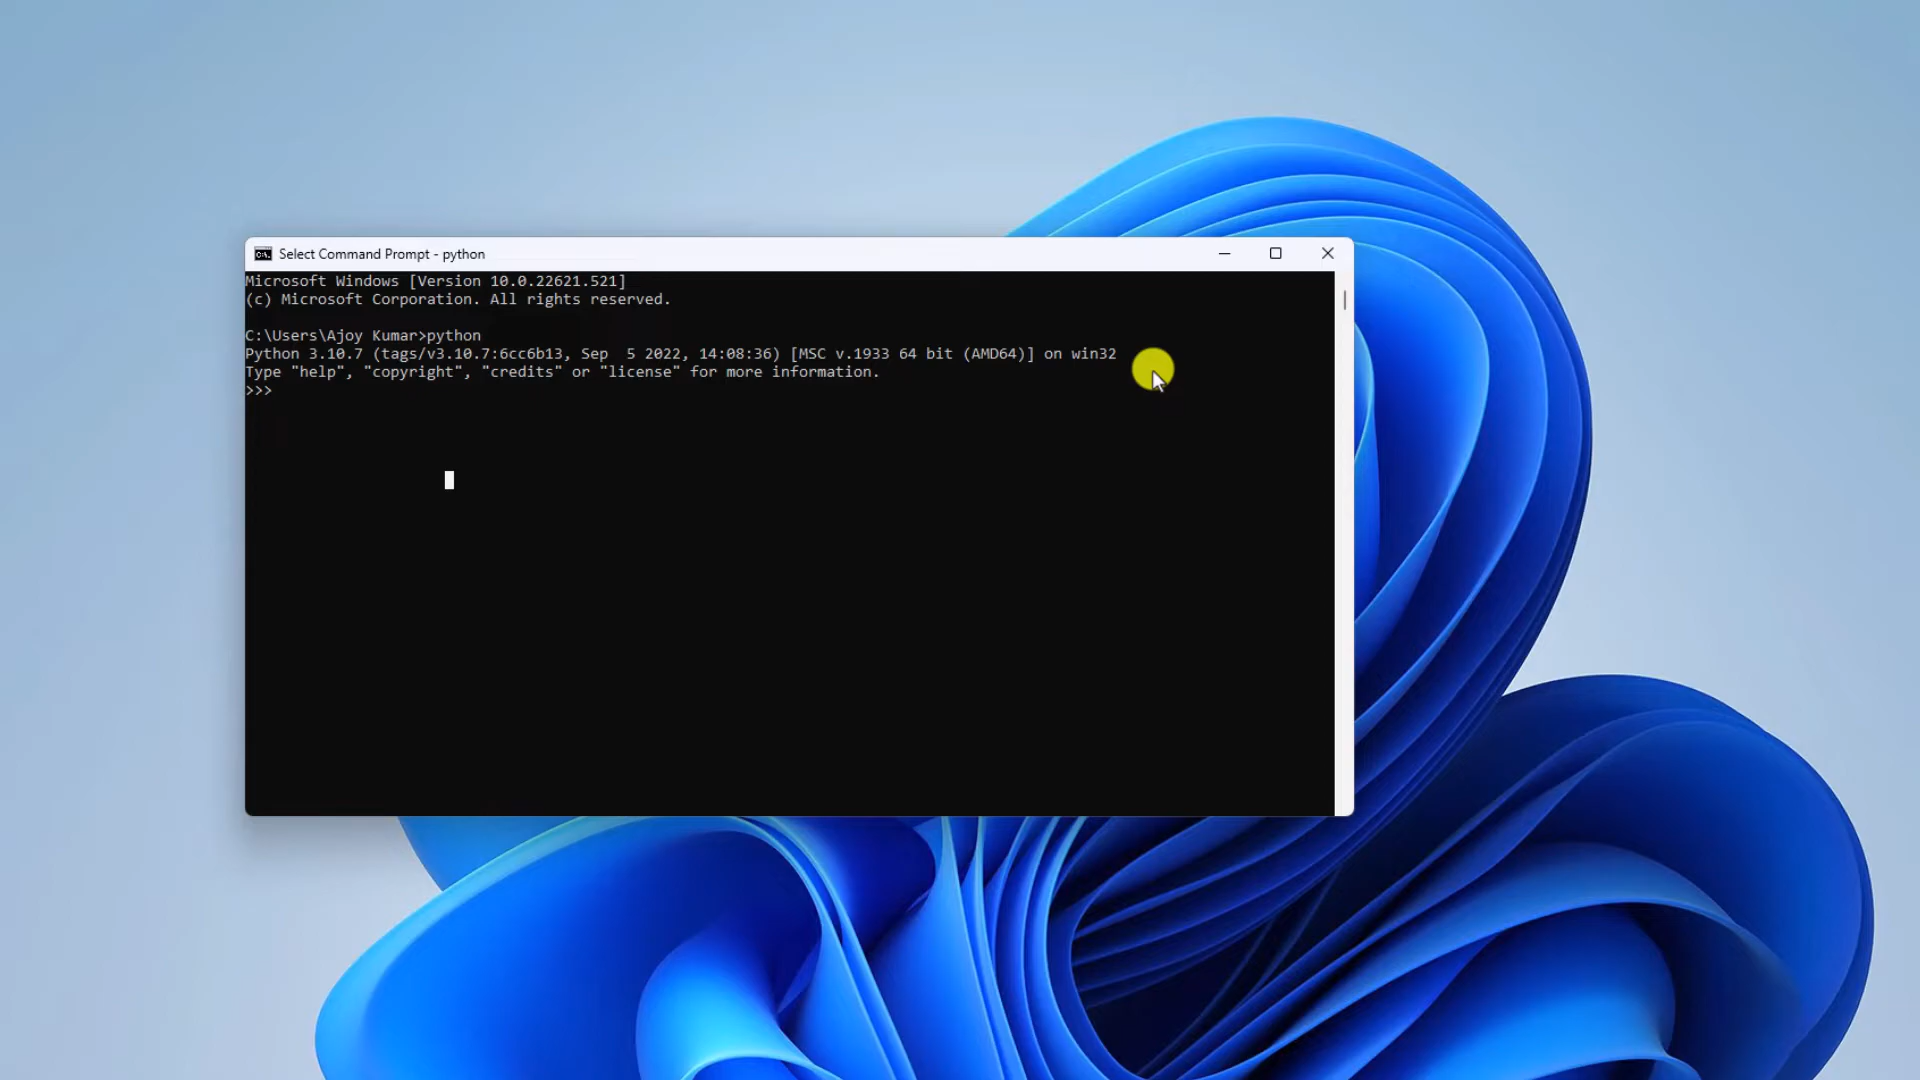 Select Command Prompt - python
Microsoft Windows [Version 10.0.22621.521]
(c) Microsoft Corporation. All rights reserved.
C:\Users\Ajoy Kumar>python
Python 3.10.7 (tags/v3.10.7:6cc6b13, Sep  5 2022, 14:08:36) [MSC v.1933 64 bit (AMD64)] on win32
Type "help", "copyright", "credits" or "license" for more information.
>>>